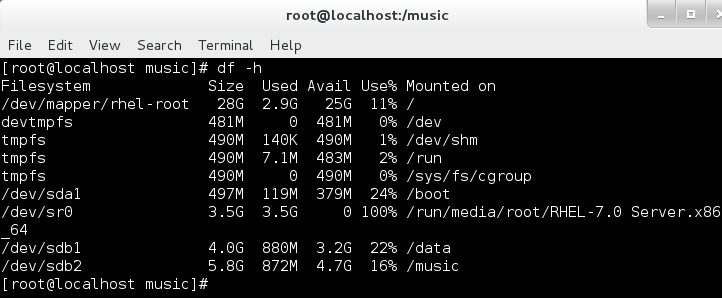 root@localhost:/music
File Edit View Search Terminal Help
[root@localhost music]# df -h
Filesystem Size Used Avail Use% Mounted on
/dev/mapper/rhel-root 28G 2.9G 25G 11% /
devtmpfs 481M 0 481M 0% /dev
tmpfs 490M 140K 490M 1% /dev/shm
tmpfs 490M 7.1M 483M 2% /run
tmpfs 490M 0 490M 0% /sys/fs/cgroup
/dev/sda1 497M 119M 379M 24% /boot
/dev/sr0 3.5G 3.5G 0 100% /run/media/root/RHEL-7.0 Server.x86
_64
/dev/sdb1 4.0G 880M 3.2G 22% /data
/dev/sdb2 5.8G 872M 4.7G 16% /music
[root@localhost music]#